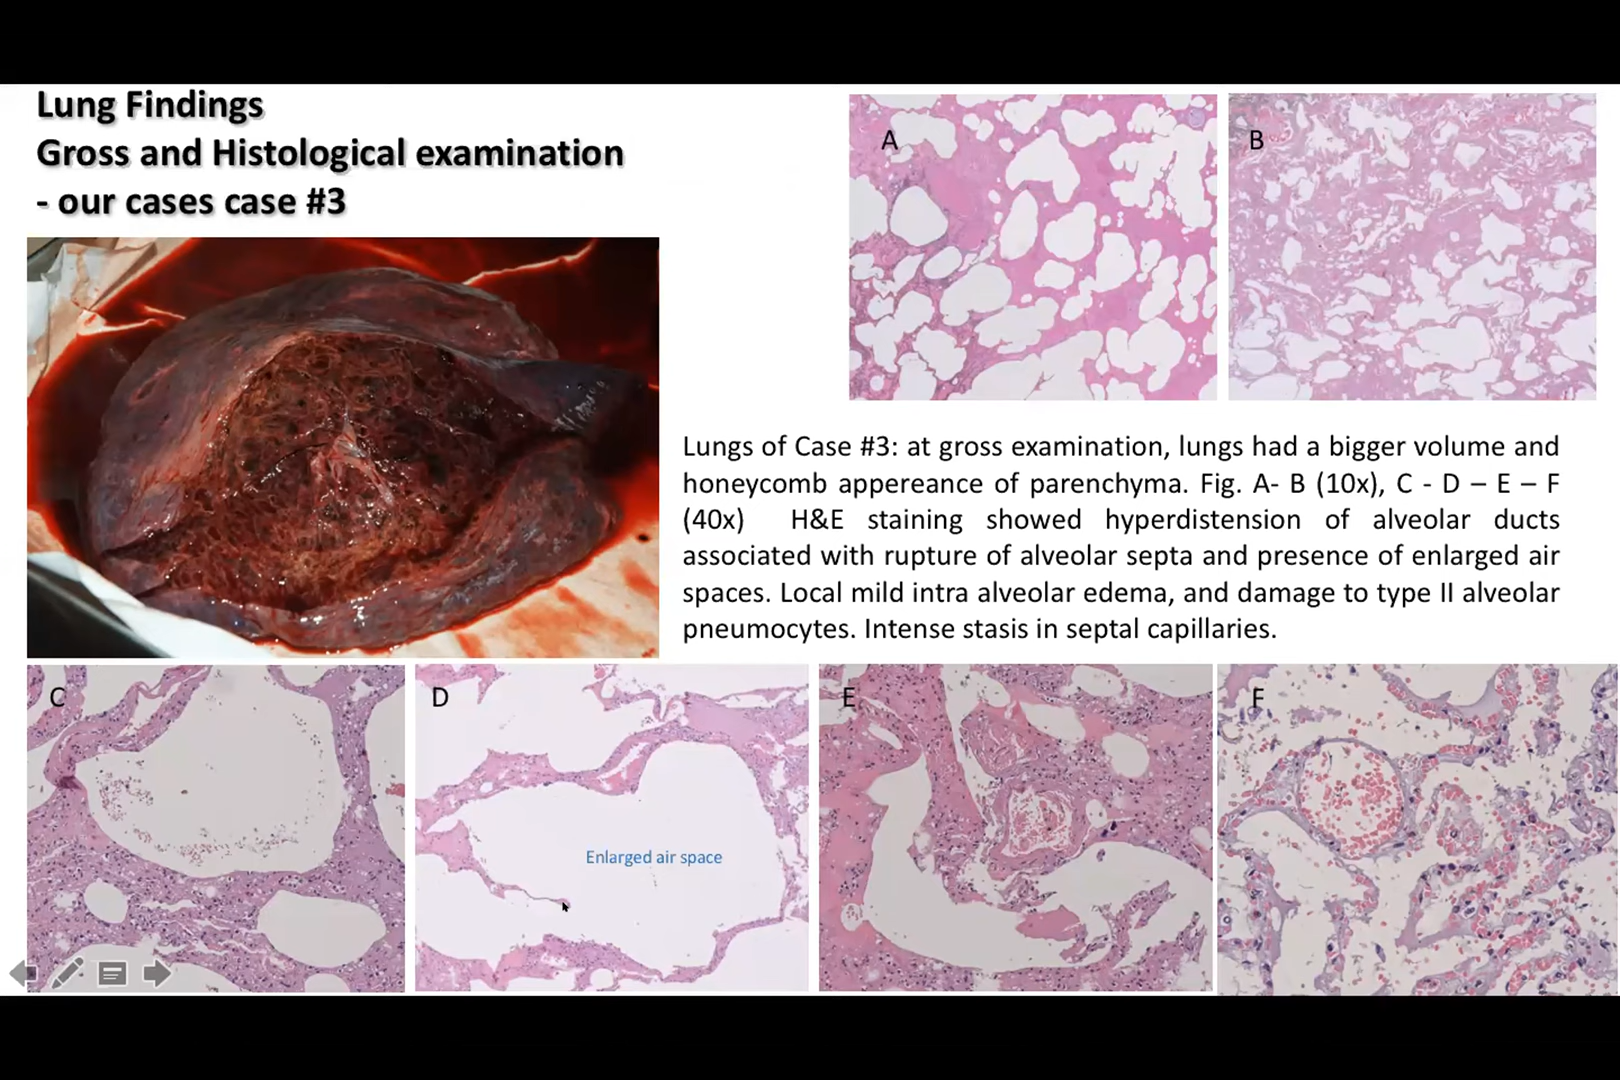 Lung Findings
Gross and Histological examination
- our cases case #3
A
B
Lungs of Case #3: at gross examination, lungs had a bigger volume and
honeycomb appereance of parenchyma. Fig. A- B (10x), C - D – E – F
(40x) H&E staining showed hyperdistension of alveolar ducts
associated with rupture of alveolar septa and presence of enlarged air
spaces. Local mild intra alveolar edema, and damage to type II alveolar
pneumocytes. Intense stasis in septal capillaries.
C
D
E
F
Enlarged air space